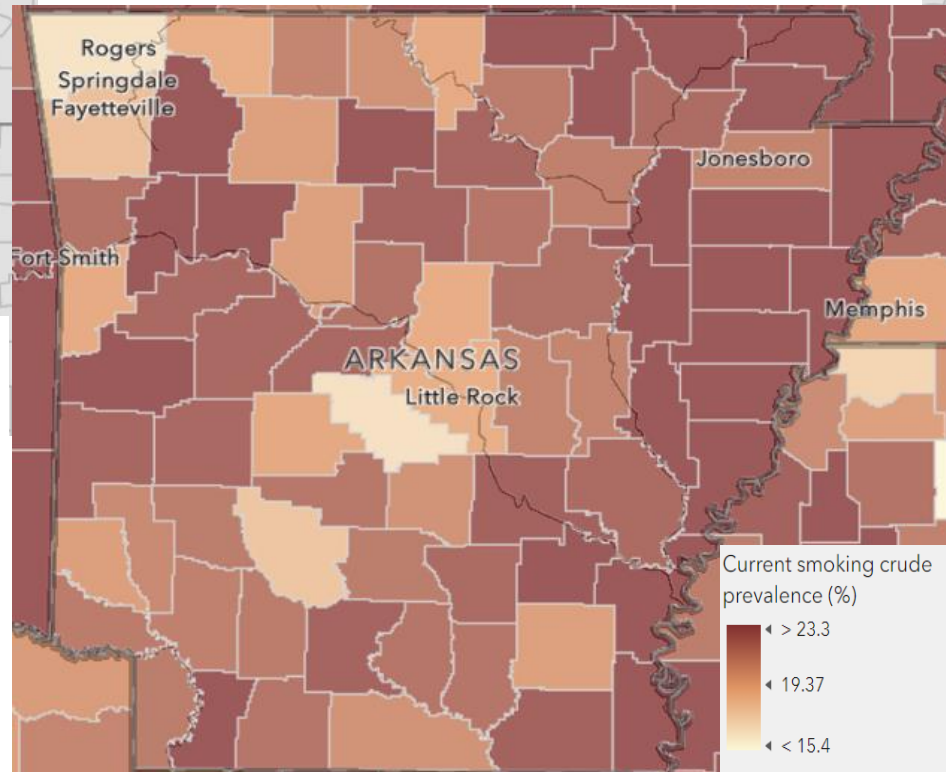 Rogers
Springdale
Fayetteville
Jonesboro
Fort Smith
Memphis
ARKANSAS
Little Rock
Current smoking crude
prevalence (%)
> 23.3
19.37
< 15.4